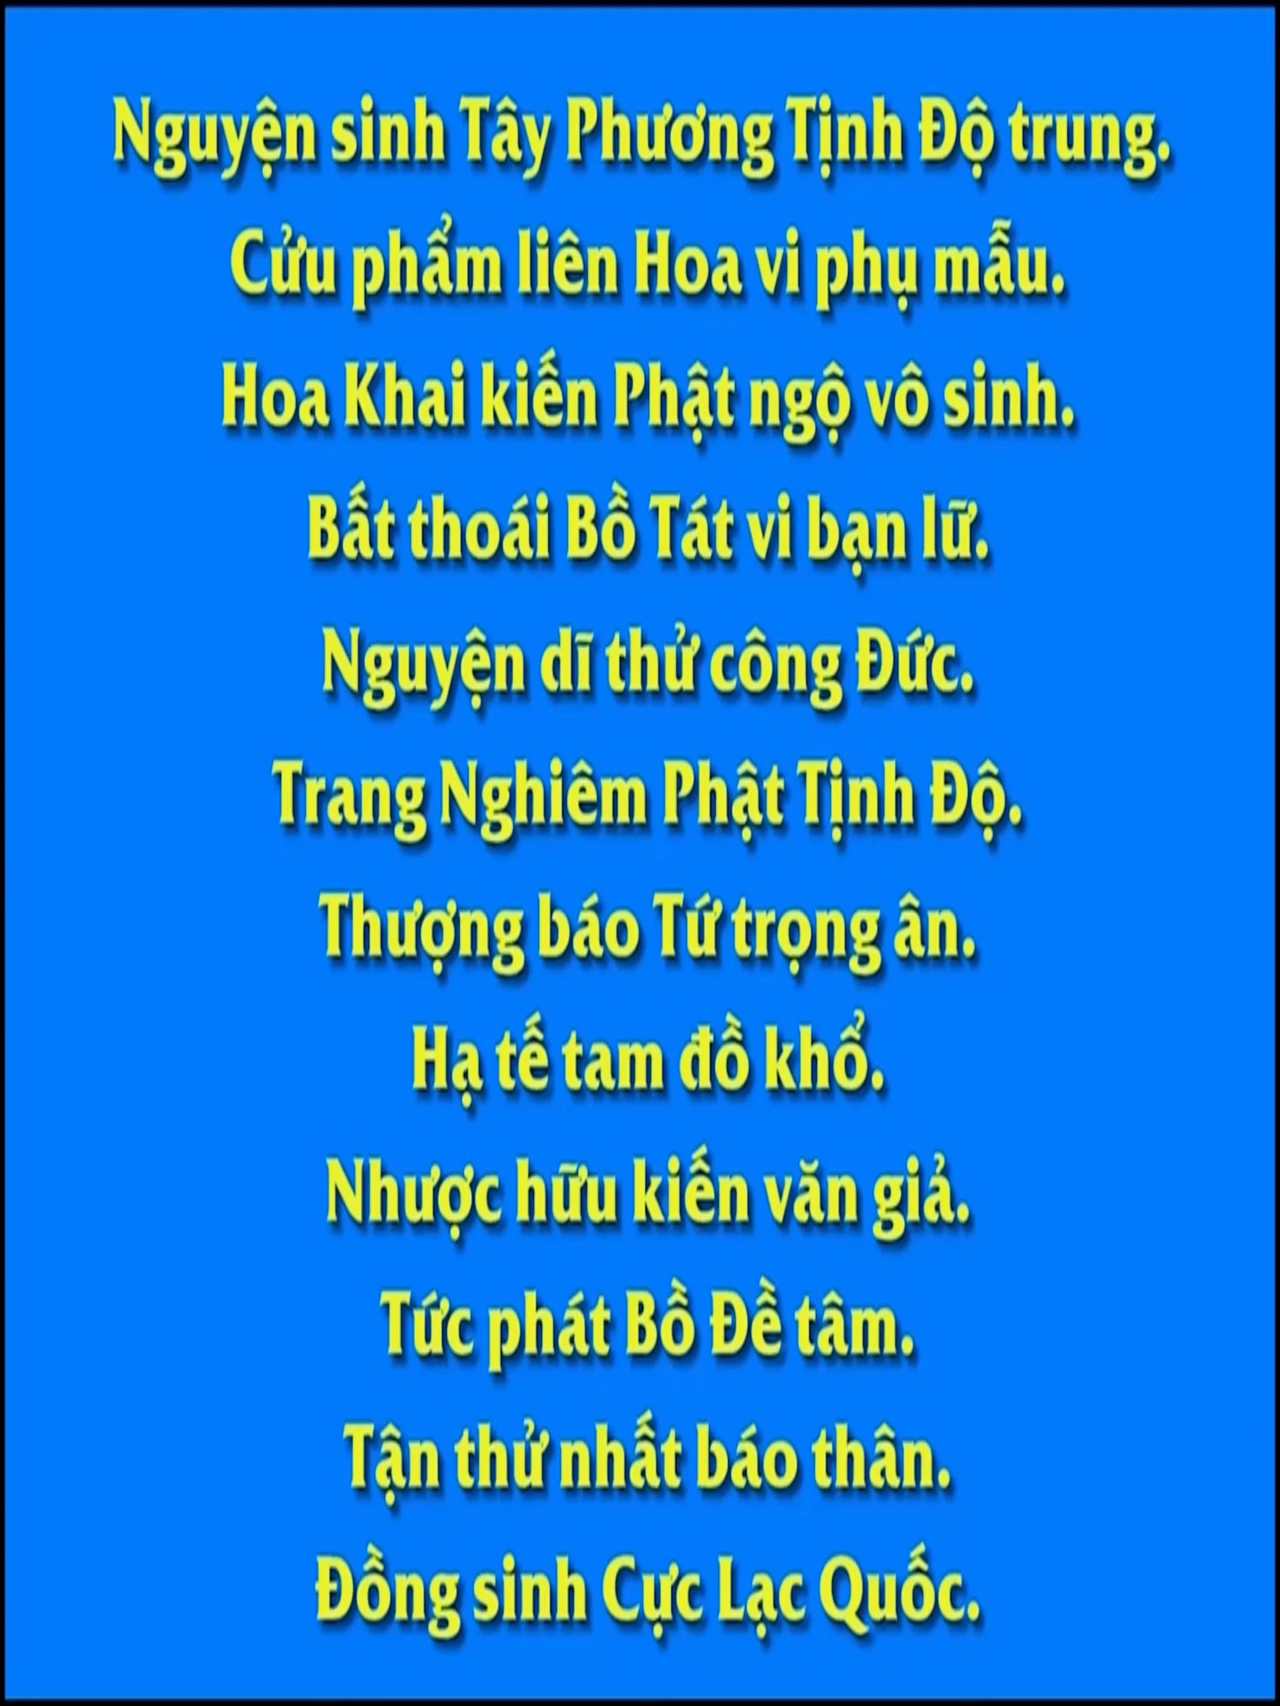 Nguyện sinh Tây Phương Tịnh Độ trung.
Cửu phẩm liên Hoa vi phụ mẫu.
Hoa Khai kiến Phật ngộ vô sinh.
Bất thoái Bồ Tát vi bạn lữ.
Nguyện dĩ thử công Đức.
Trang Nghiêm Phật Tịnh Độ.
Thượng báo Tứ trọng ân.
Hạ tế tam đồ khổ.
Nhược hữu kiến văn giả.
Tức phát Bồ Đề tâm.
Tận thử nhất báo thân.
Đồng sinh Cực Lạc Quốc.